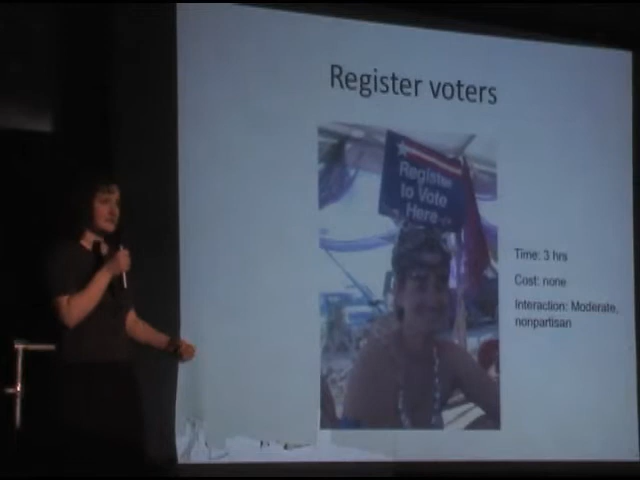 Register voters
Register
to Vote
Here
Time: 3 hrs
Cost: none
Interaction: Moderate,
nonpartisan